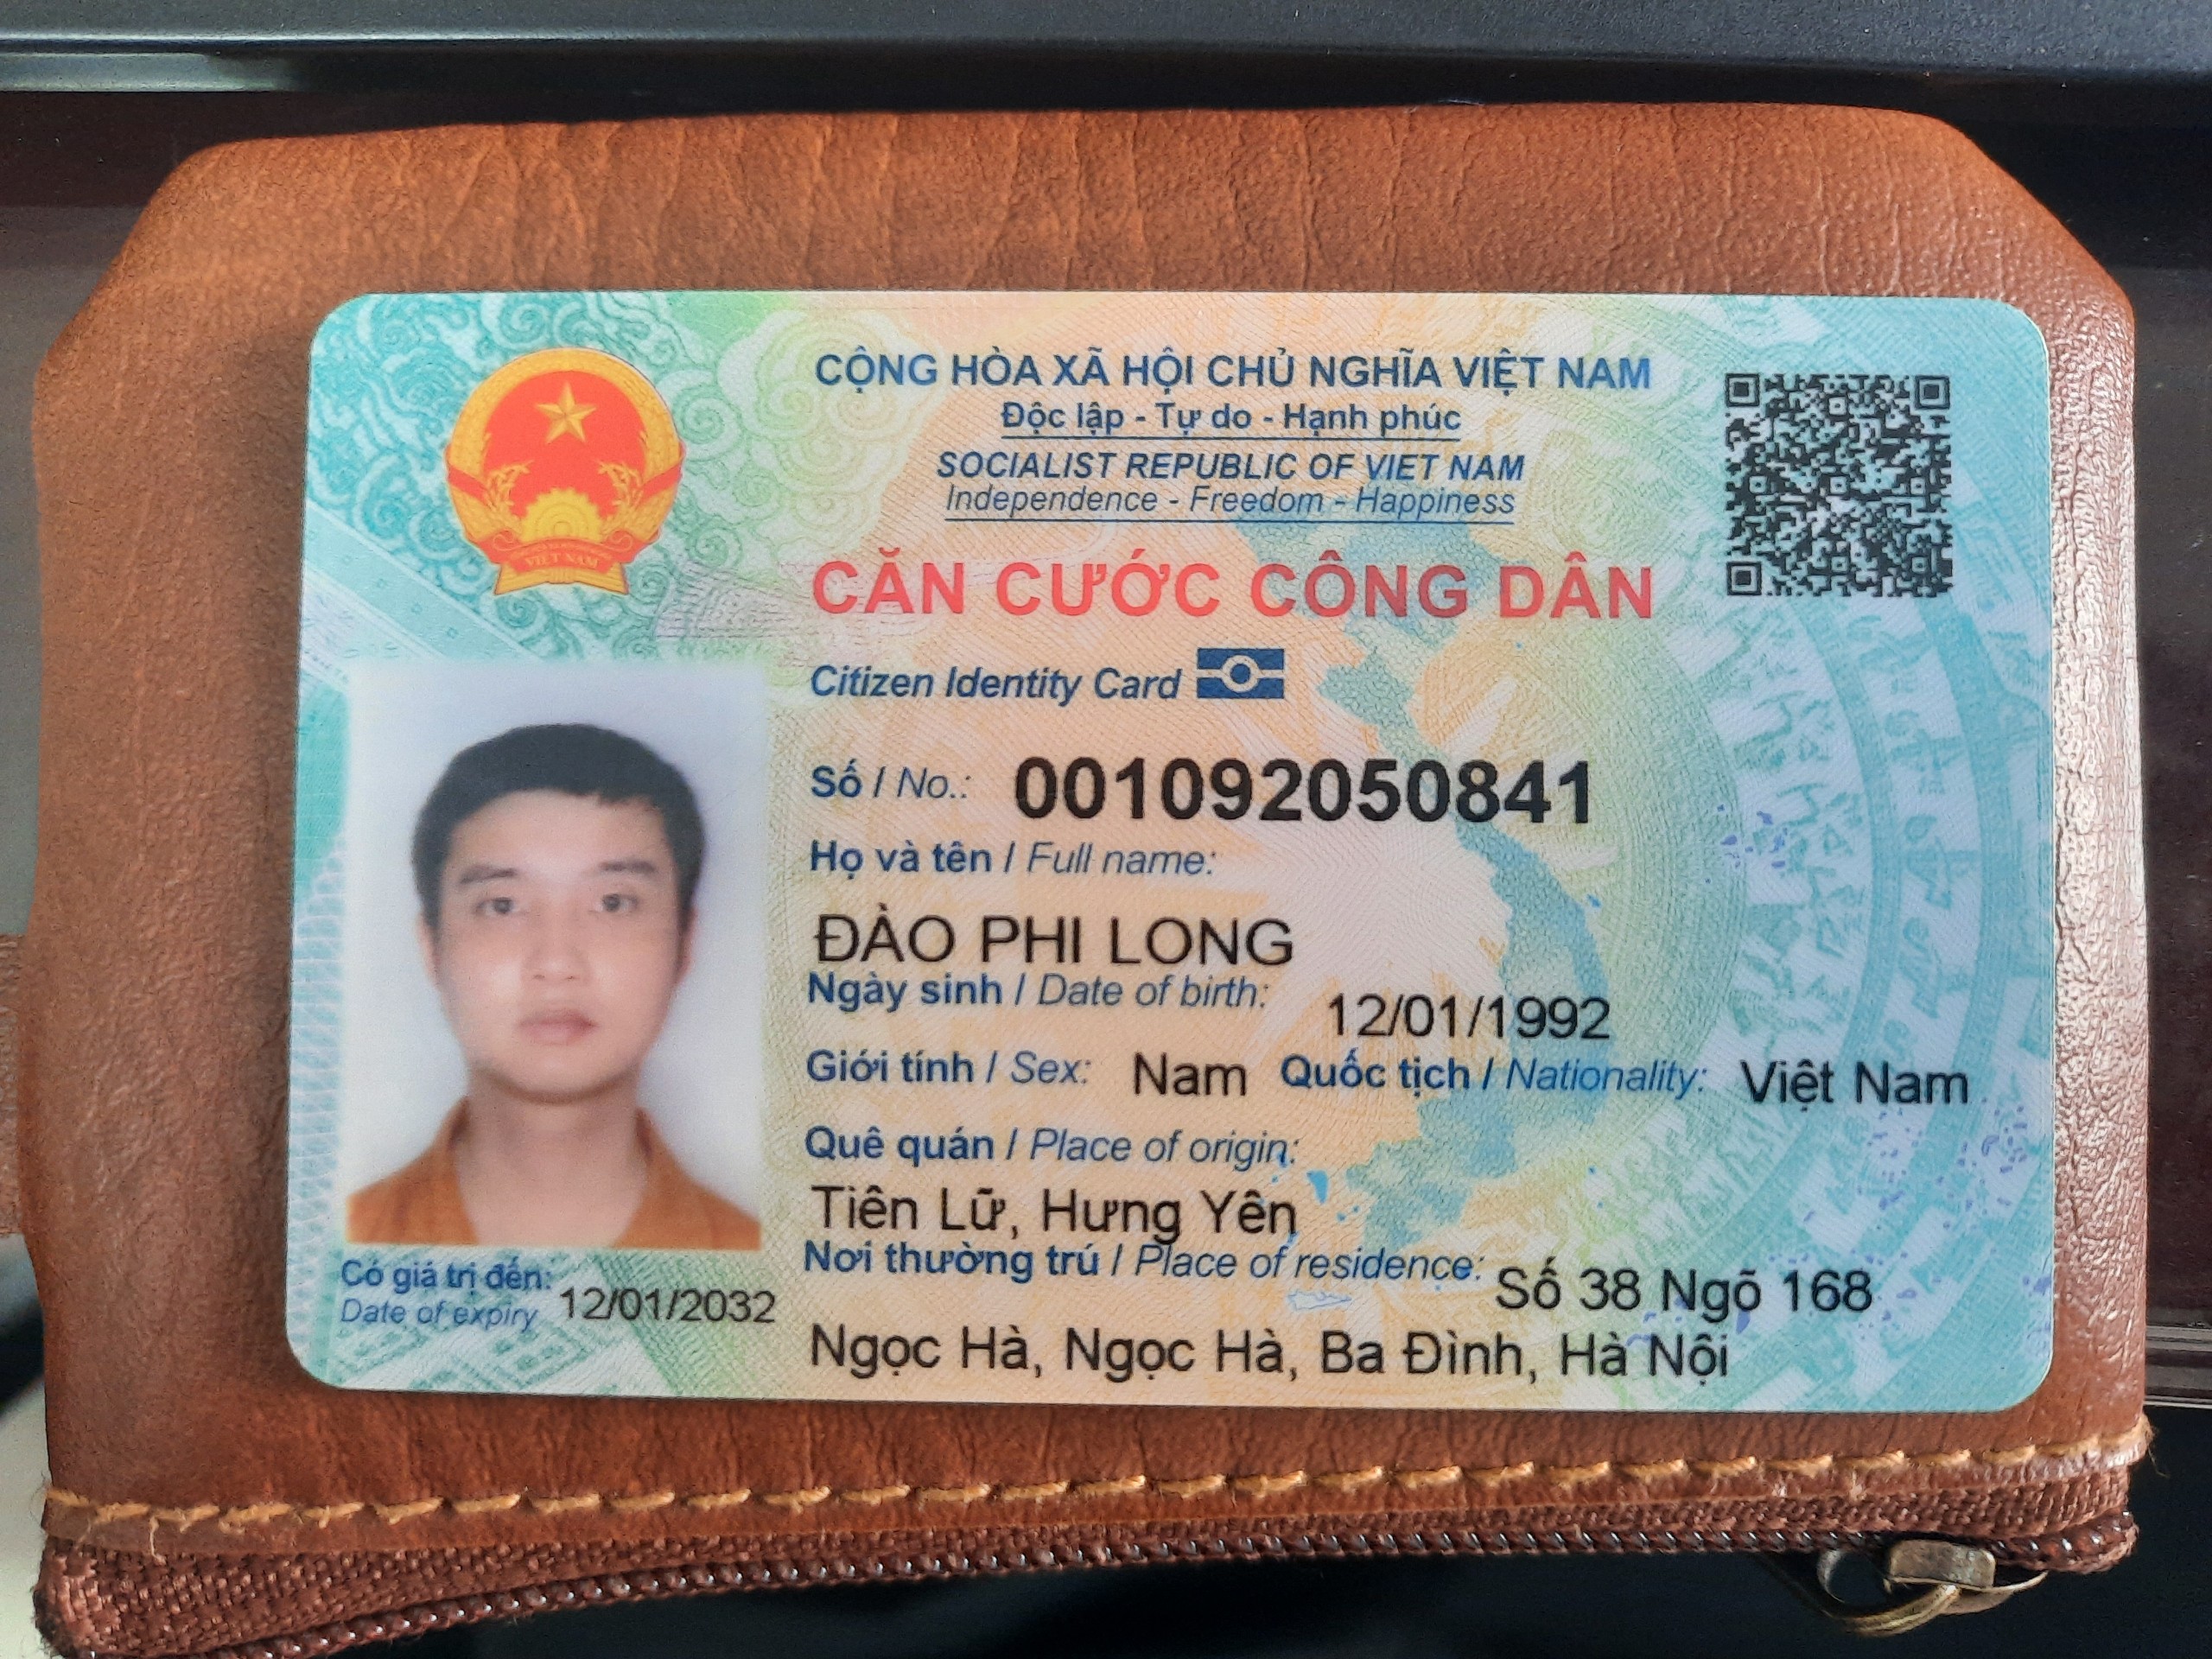 CỘNG HÒA XÃ HỘI CHỦ NGHĨA VIỆT NAM
Độc lập - Tự do - Hạnh phúc
SOCIALIST REPUBLIC OF VIET NAM
Independence - Freedom - Happiness
CĂN CƯỚC CÔNG DÂN
Citizen Identity Card
Số / No.: 001092050841
Họ và tên / Full name:
ĐÀO PHI LONG
Ngày sinh / Date of birth: 12/01/1992
Giới tính / Sex: Nam Quốc tịch / Nationality: Việt Nam
Quê quán / Place of origin:
Tiên Lữ, Hưng Yên
Nơi thường trú / Place of residence: Số 38 Ngõ 168
Ngọc Hà, Ngọc Hà, Ba Đình, Hà Nội
Có giá trị đến: 12/01/2032
Date of expiry
VIỆT NAM